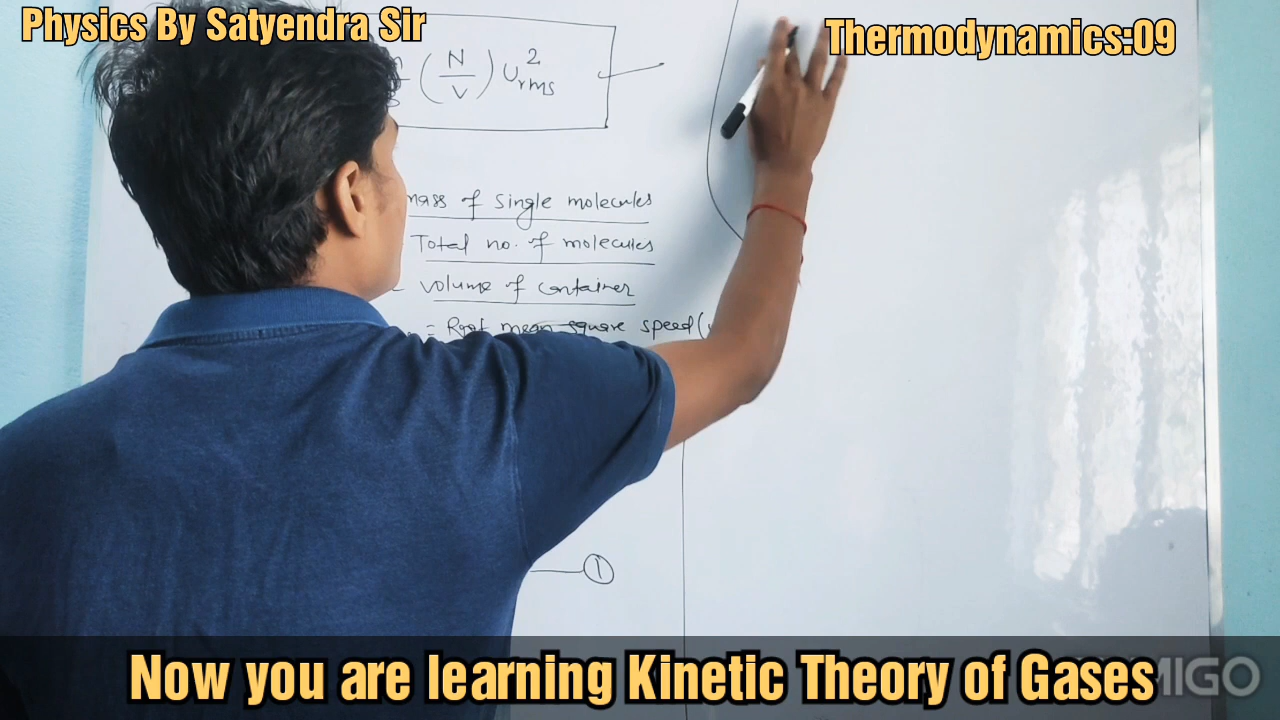 Physics By Satyendra Sir
Thermodynamics:09
(N/V) Urms²
mass of single molecules
Total no. of molecules
volume of container
= Root mean square speed(
①
Now you are learning Kinetic Theory of Gases